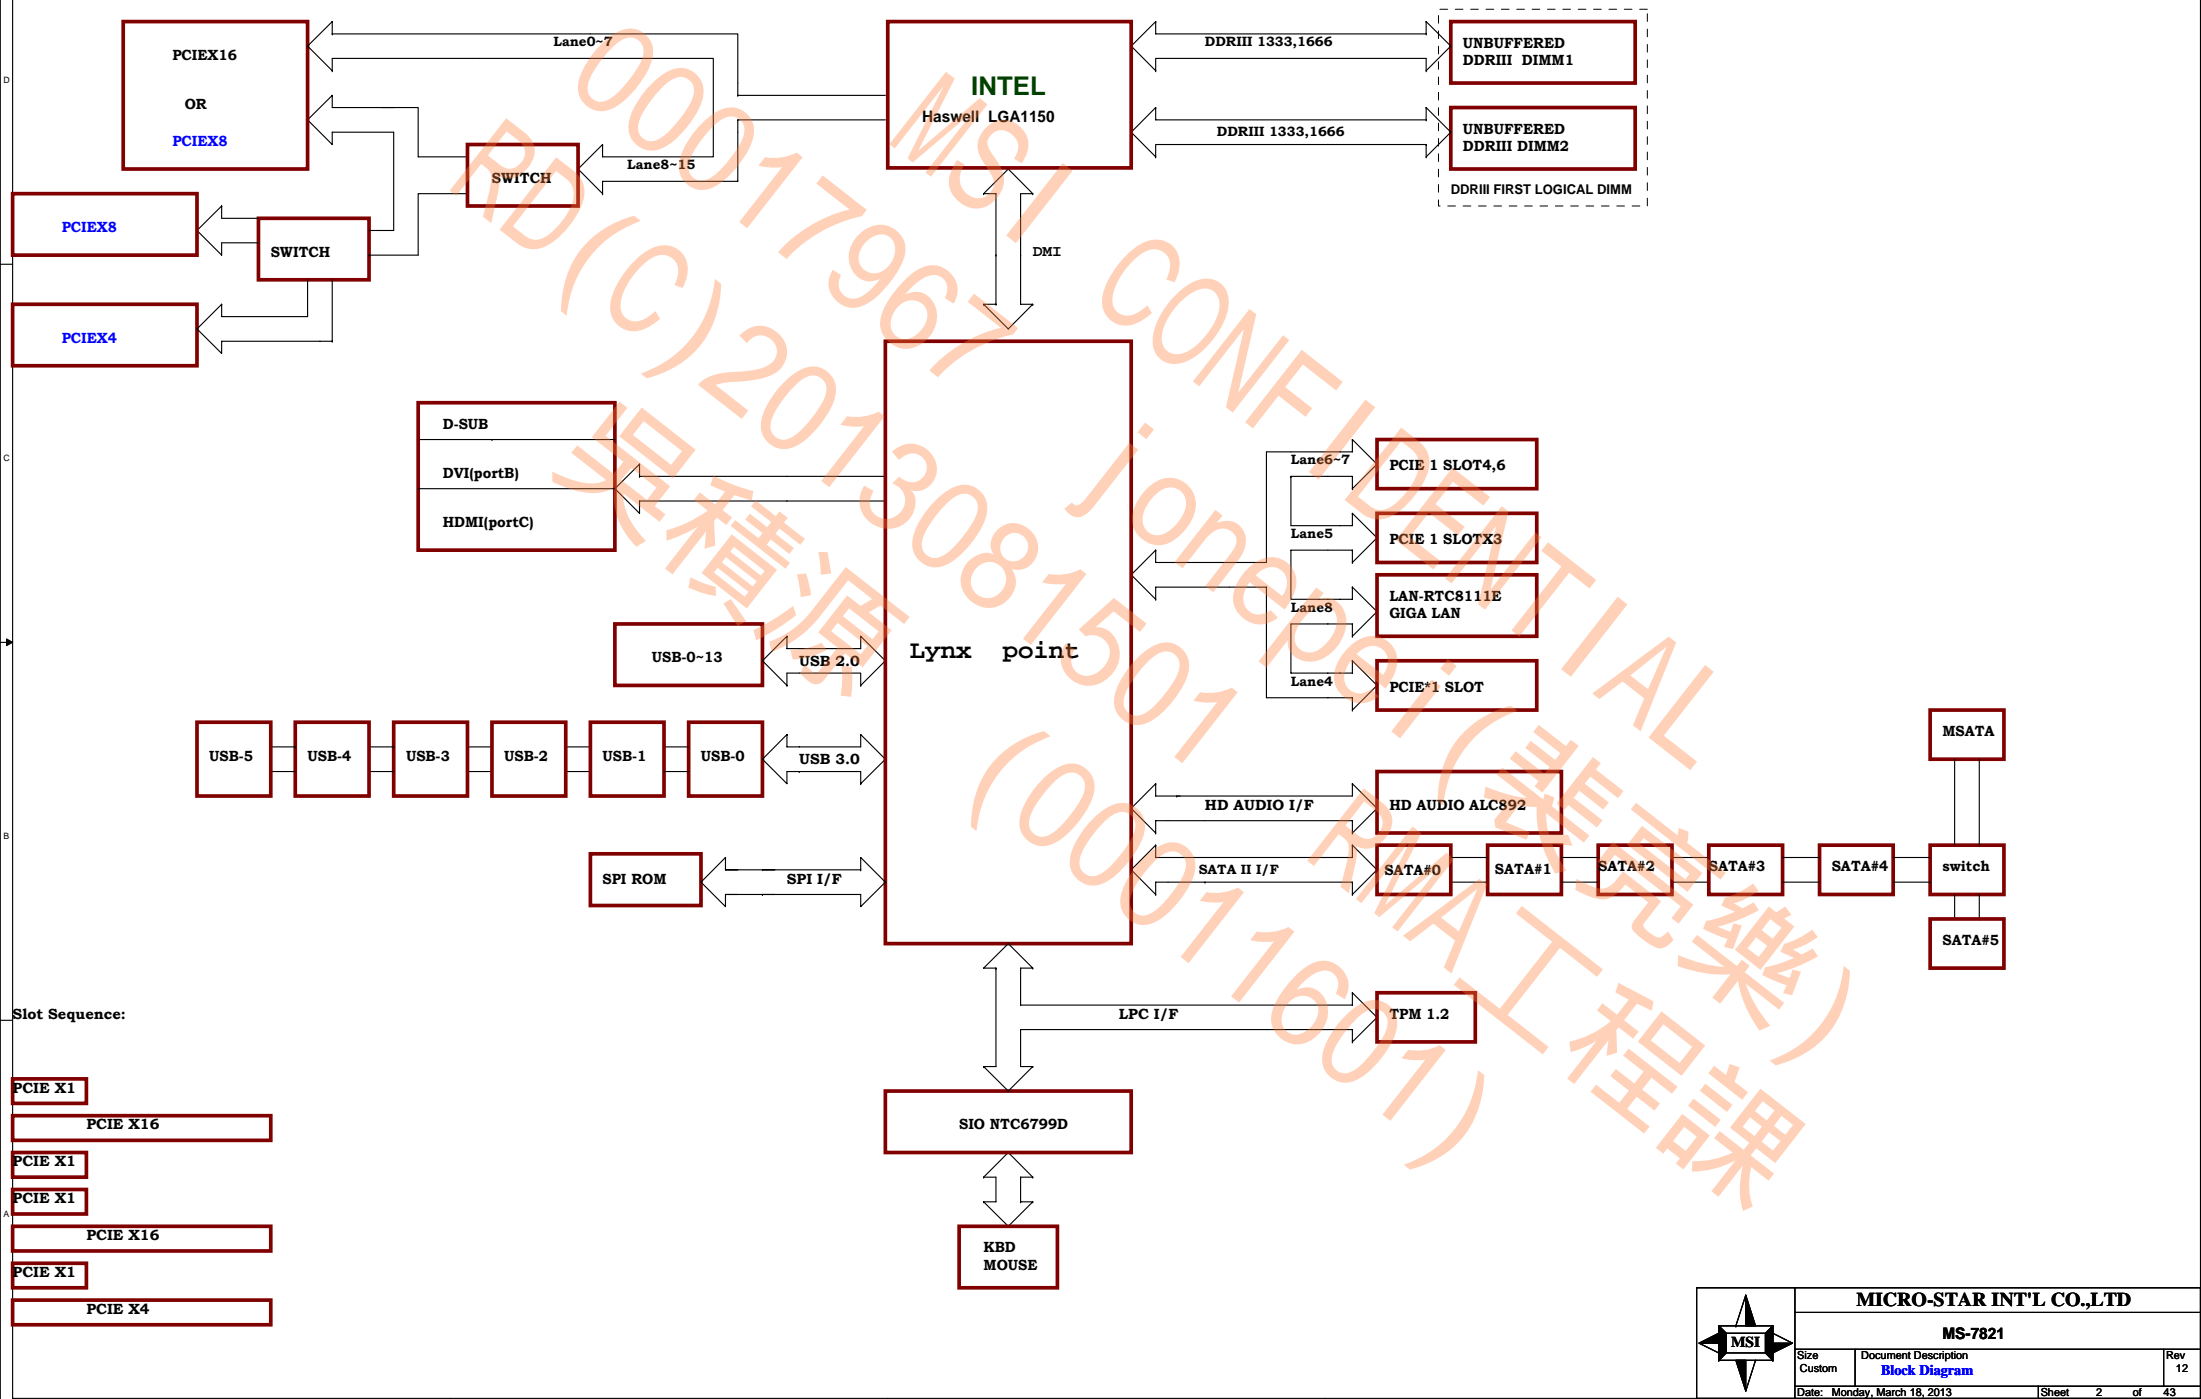 PCIEX16
OR
PCIEX8
Lane0~7
INTEL
Haswell LGA1150
DDRIII 1333,1666
UNBUFFERED
DDRIII DIMM1
DDRIII 1333,1666
UNBUFFERED
DDRIII DIMM2
DDRIII FIRST LOGICAL DIMM
Lane8~15
SWITCH
PCIEX8
SWITCH
PCIEX4
DMI
D-SUB
DVI(portB)
HDMI(portC)
Lynx point
Lane6~7
PCIE 1 SLOT4,6
Lane5
PCIE 1 SLOTX3
Lane8
LAN-RTC8111E
GIGA LAN
Lane4
PCIE*1 SLOT
USB-0~13
USB 2.0
USB-5
USB-4
USB-3
USB-2
USB-1
USB-0
USB 3.0
HD AUDIO I/F
HD AUDIO ALC892
MSATA
SPI ROM
SPI I/F
SATA II I/F
SATA#0
SATA#1
SATA#2
SATA#3
SATA#4
switch
SATA#5
LPC I/F
TPM 1.2
SIO NTC6799D
KBD
MOUSE
Slot Sequence:
PCIE X1
PCIE X16
PCIE X1
PCIE X1
PCIE X16
PCIE X1
PCIE X4
MSI CONFIDENTIAL
00017967 jonepei(裴亮樂)
RD(C)2013081501 RMA工程課
吳積源 (00011601)
D
C
B
A
MSI
MICRO-STAR INT'L CO.,LTD
MS-7821
Size
Custom
Document Description
Block Diagram
Rev
12
Date: Monday, March 18, 2013
Sheet 2 of 43